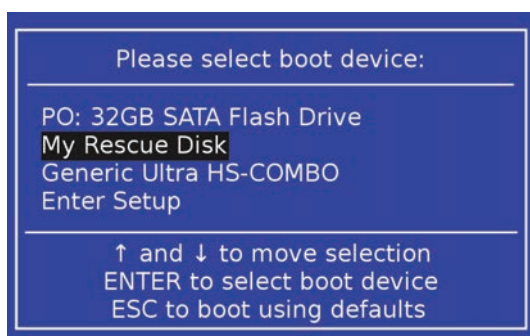 Please select boot device:
PO: 32GB SATA Flash Drive
My Rescue Disk
Generic Ultra HS-COMBO
Enter Setup
↑ and ↓ to move selection
ENTER to select boot device
ESC to boot using defaults